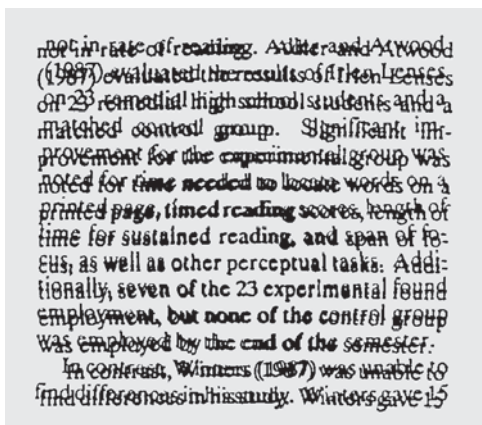 not in rate of reading. Adler and Atwood
(1987) evaluated the results of Irlen Lenses
on 23 remedial high school students and a
matched control group. Significant im-
provement for the experimental group was
noted for time needed to locate words on a
printed page, timed reading scores, length of
time for sustained reading, and span of fo-
cus, as well as other perceptual tasks. Addi-
tionally, seven of the 23 experimental found
employment, but none of the control group
was employed by the end of the semester.
In contrast, Winters (1987) was unable to
find differences in his study. Winters gave 15